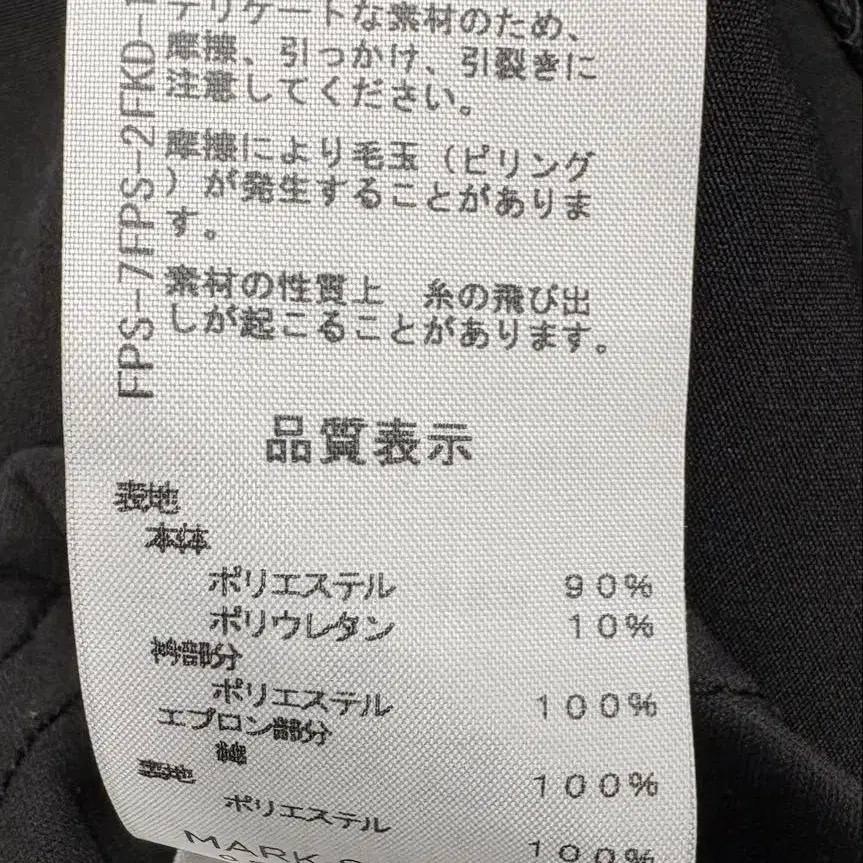 デリケートな素材のため、
摩擦、引っかけ、引裂きに
注意してください。
摩擦により毛玉（ピリング
）が発生することがありま
す。
素材の性質上　糸の飛び出
しが起こることがあります。
FPS-7FPS-2FKD-
品質表示
表地
本体
ポリエステル 90%
ポリウレタン 10%
衿部分
ポリエステル 100%
エプロン部分
綿 100%
裏地
ポリエステル 100%
MARK